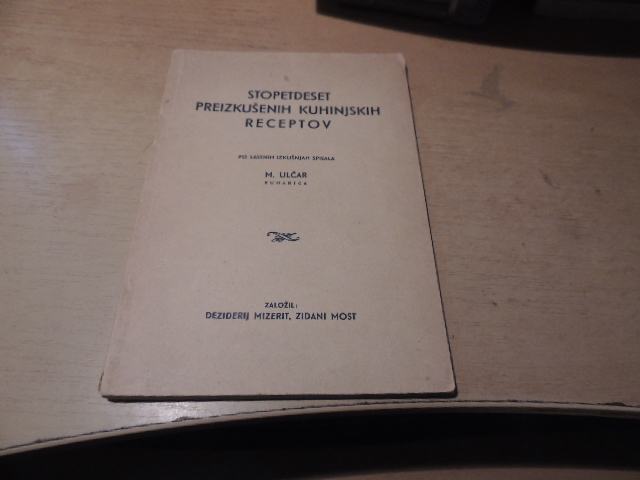 STOPETDESET
PREIZKUŠENIH KUHINJSKIH
RECEPTOV
PO LASTNIH IZKUŠNJAH SPISALA
M. ULČAR
KUHARICA
ZALOŽIL:
DEZIDERIJ MIZERIT, ZIDANI MOST